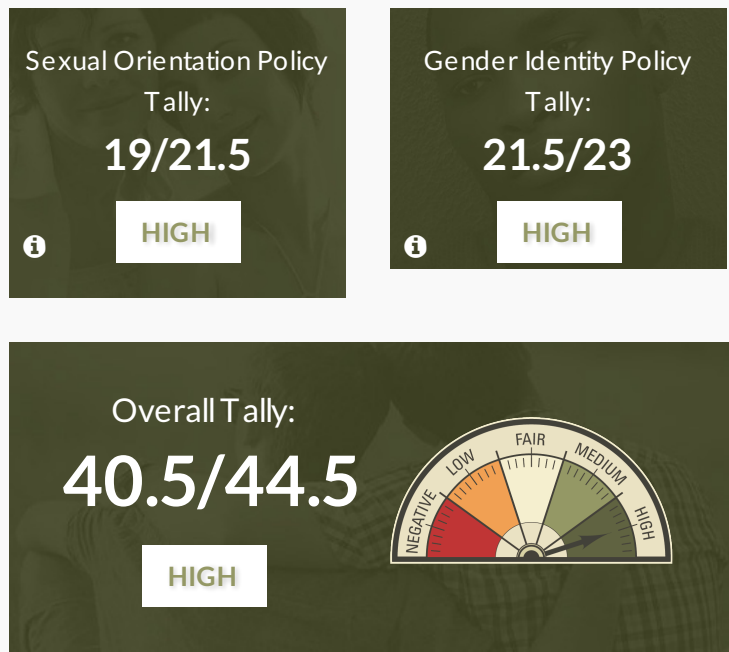 Sexual Orientation Policy
Tally:
19/21.5
HIGH
Gender Identity Policy
Tally:
21.5/23
HIGH
Overall Tally:
40.5/44.5
HIGH
NEGATIVE
LOW
FAIR
MEDIUM
HIGH